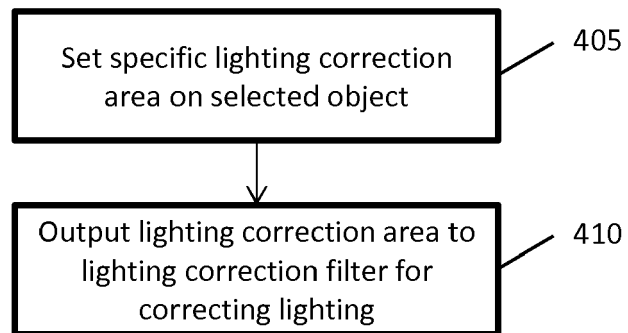 Set specific lighting correction
area on selected object
405
Output lighting correction area to
lighting correction filter for
correcting lighting
410